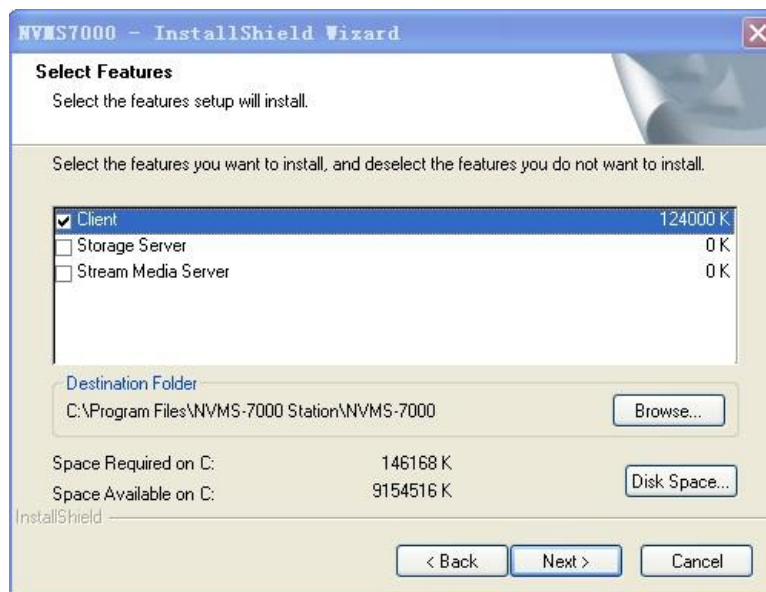 NVMS7000 - InstallShield Wizard
Select Features
Select the features setup will install.
Select the features you want to install, and deselect the features you do not want to install.
Client 124000 K
Storage Server 0 K
Stream Media Server 0 K
Destination Folder
C:\Program Files\NVMS-7000 Station\NVMS-7000 Browse...
Space Required on C: 146168 K
Space Available on C: 9154516 K
Disk Space...
InstallShield
< Back Next > Cancel